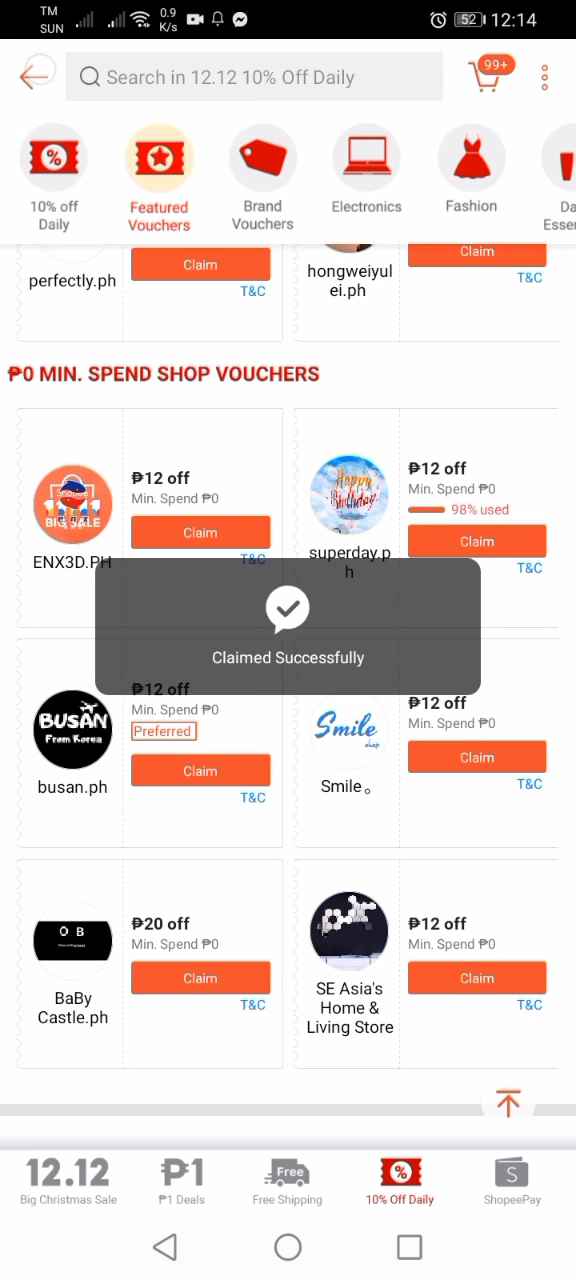 TM
SUN
0.9
K/s
52
12:14
Search in 12.12 10% Off Daily
99+
10% off
Daily
Featured
Vouchers
Brand
Vouchers
Electronics
Fashion
Da
Essen
perfectly.ph
Claim
T&C
hongweiyul
ei.ph
Claim
T&C
₱0 MIN. SPEND SHOP VOUCHERS
BIG SALE
ENX3D.PH
₱12 off
Min. Spend ₱0
Claim
T&C
Happy
Birthday
superday.p
h
₱12 off
Min. Spend ₱0
98% used
Claim
T&C
Claimed Successfully
BUSAN
From Korea
busan.ph
₱12 off
Min. Spend ₱0
Preferred
Claim
T&C
Smile
shop
Smile。
₱12 off
Min. Spend ₱0
Claim
T&C
O B
BaBy
Castle.ph
₱20 off
Min. Spend ₱0
Claim
T&C
SE Asia's
Home &
Living Store
₱12 off
Min. Spend ₱0
Claim
T&C
12.12
Big Christmas Sale
₱1
₱1 Deals
Free
Free Shipping
10% Off Daily
S
ShopeePay